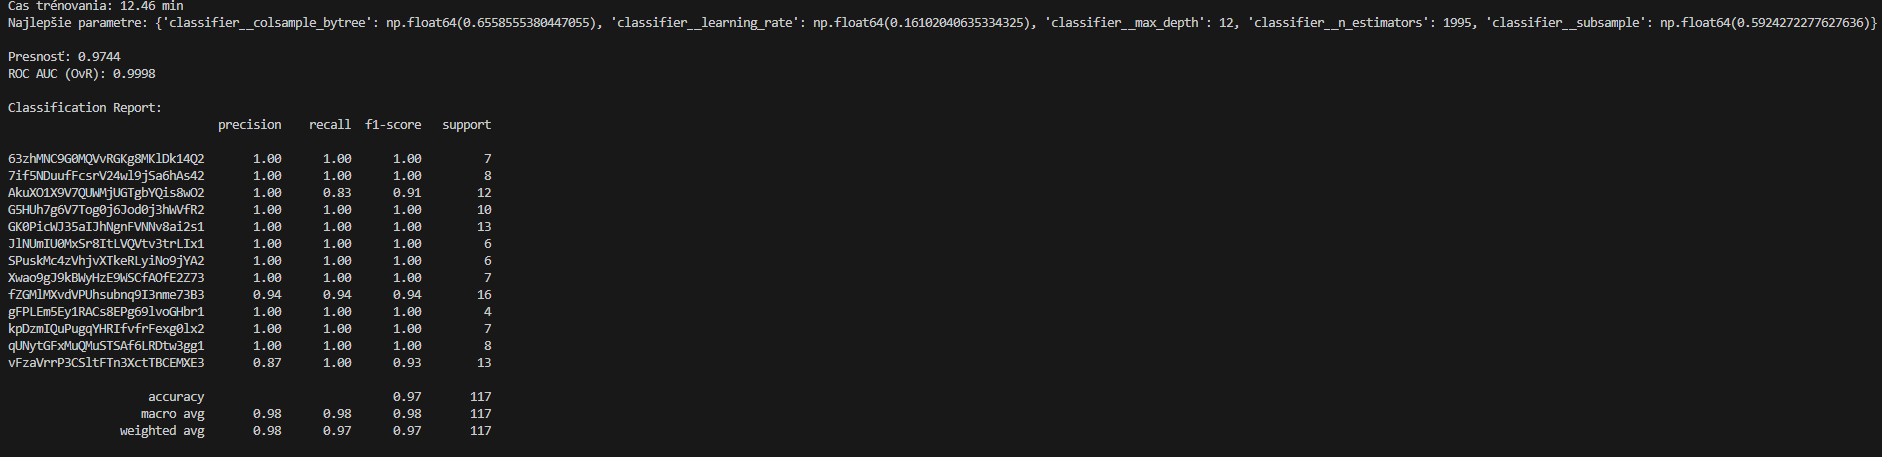 Cas trénovania: 12.46 min
Najlepšie parametre: {'classifier__colsample_bytree': np.float64(0.6558555380447055), 'classifier__learning_rate': np.float64(0.16102040635334325), 'classifier__max_depth': 12, 'classifier__n_estimators': 1995, 'classifier__subsample': np.float64(0.5924272277627636)}
Presnosť: 0.9744
ROC AUC (OvR): 0.9998
Classification Report:
precision recall f1-score support
63zhMNC9G0MQVvRGKg8MKlDk14Q2 1.00 1.00 1.00 7
7if5NDuufFcsrV24wl9jSa6hAs42 1.00 1.00 1.00 8
AkuXO1X9V7QUWMjUGTgbYQis8wO2 1.00 0.83 0.91 12
G5HUh7g6V7Tog0j6Jod0j3hWVfR2 1.00 1.00 1.00 10
GK0PicWJ35aIJhNgnFVNNv8ai2s1 1.00 1.00 1.00 13
JlNUmIU0MxSr8ItLVQVtv3trLIx1 1.00 1.00 1.00 6
SPuskMc4zVhjvXTkeRLyiNo9jYA2 1.00 1.00 1.00 6
Xwao9gJ9kBWyHzE9WSCfAOfE2Z73 1.00 1.00 1.00 7
fZGMlMXvdVPUhsubnq9I3nme73B3 0.94 0.94 0.94 16
gFPLEm5Ey1RACs8EPg69lvoGHbr1 1.00 1.00 1.00 4
kpDzmIQuPugqYHRIfvfrFexg0lx2 1.00 1.00 1.00 7
qUNytGFxMuQMuSTSAf6LRDtw3gg1 1.00 1.00 1.00 8
vFzaVrrP3CSltFTn3XctTBCEMXE3 0.87 1.00 0.93 13
accuracy 0.97 117
macro avg 0.98 0.98 0.98 117
weighted avg 0.98 0.97 0.97 117